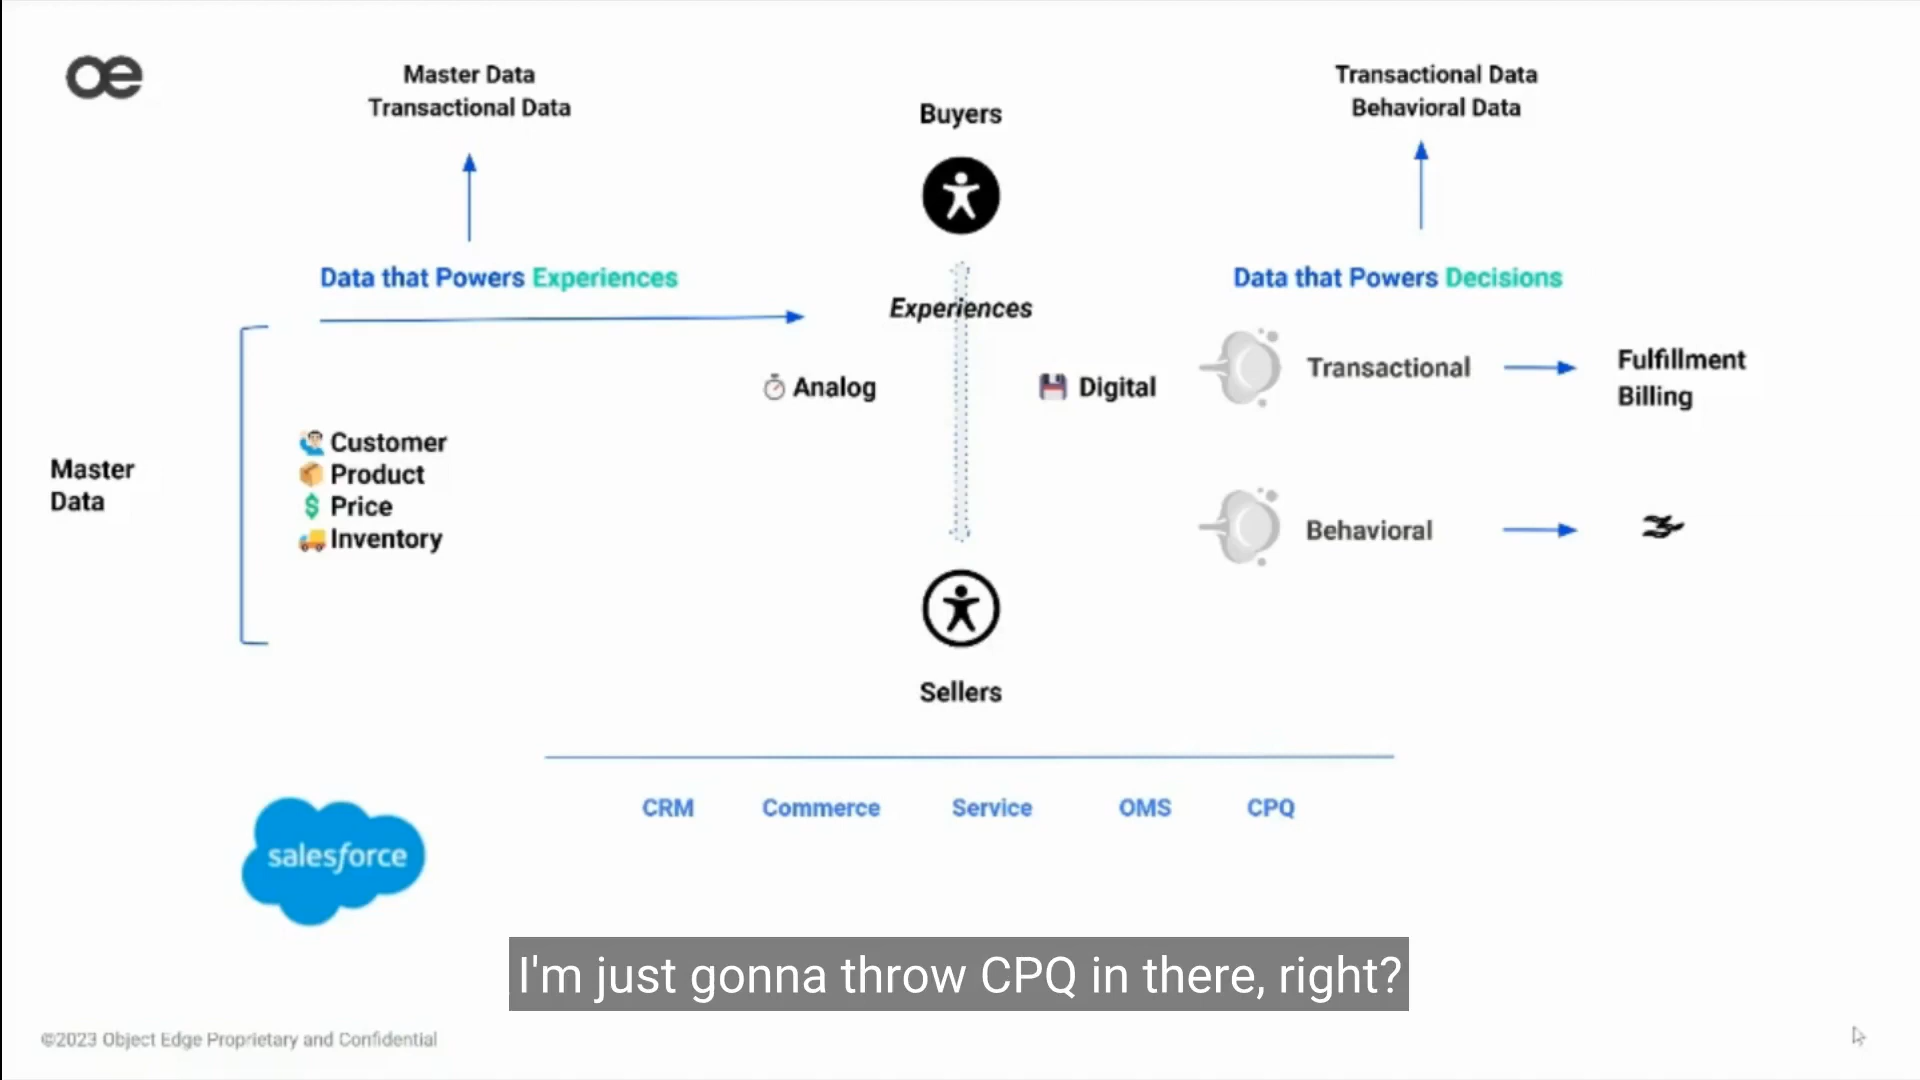 oe
Master Data
Transactional Data
Buyers
Transactional Data
Behavioral Data
Data that Powers Experiences
Experiences
Data that Powers Decisions
Analog
Digital
Transactional
Fulfillment
Billing
Master
Data
Customer
Product
Price
Inventory
Behavioral
Sellers
CRM
Commerce
Service
OMS
CPQ
salesforce
I'm just gonna throw CPQ in there, right?
©2023 Object Edge Proprietary and Confidential